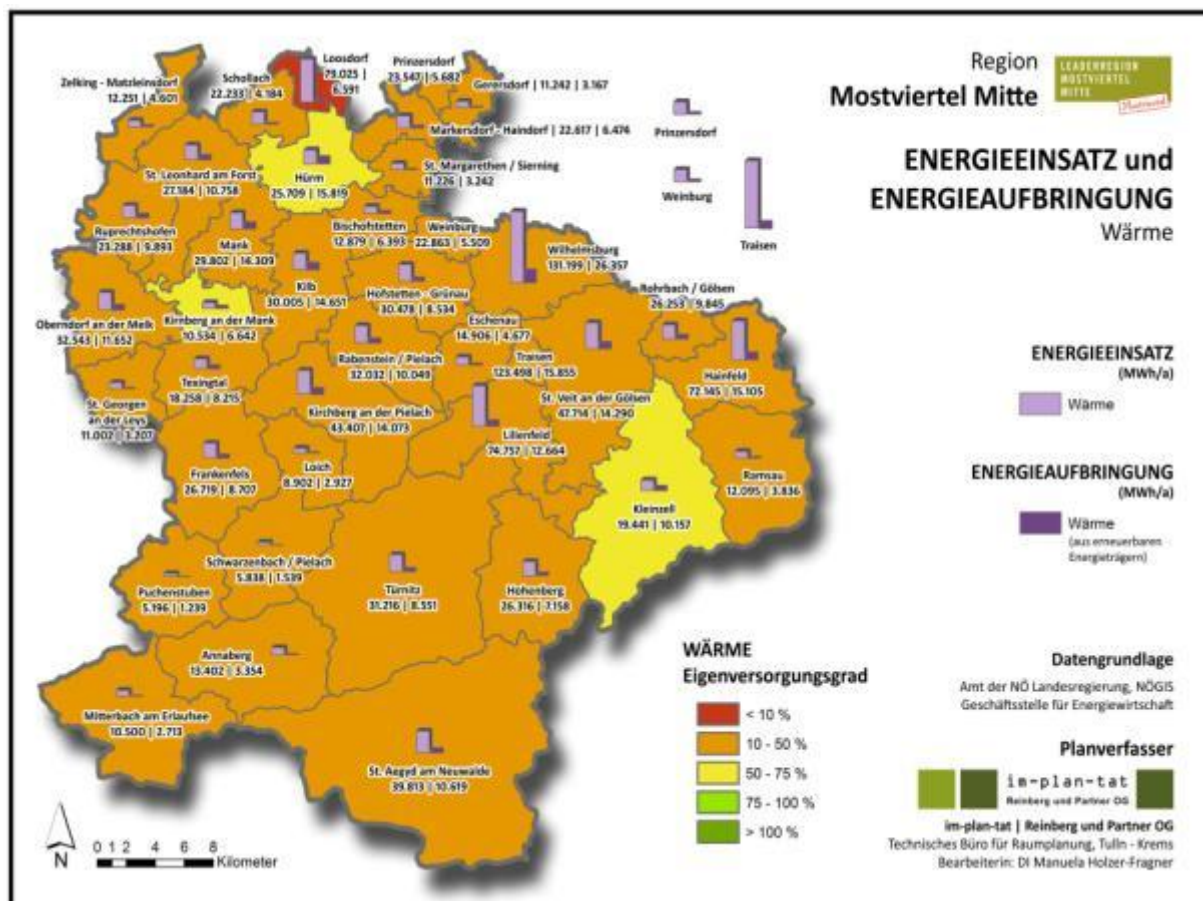 Region
Mostviertel Mitte
LEADERREGION
MOSTVIERTEL
MITTE
ENERGIEEINSATZ und
ENERGIEAUFBRINGUNG
Wärme
Zelking - Matzleinsdorf
12.251 | 4.601
Schollach
22.233 | 4.184
Loosdorf
79.025 |
6.591
Prinzersdorf
23.547 | 5.682
Gerersdorf | 11.242 | 3.167
Markersdorf - Haindorf | 22.617 | 6.474
St. Margarethen / Sierning
11.226 | 3.242
St. Leonhard am Forst
27.184 | 10.758
Hürm
25.709 | 15.819
Ruprechtshofen
23.288 | 9.893
Mank
29.802 | 14.309
Bischofstetten
12.879 | 6.393
Weinburg
22.863 | 5.509
Wilhelmsburg
131.199 | 26.357
Kilb
30.005 | 14.651
Hofstetten - Grünau
30.478 | 8.534
Rohrbach / Gölsen
26.253 | 9.845
Oberndorf an der Melk
32.543 | 11.652
Kirnberg an der Mank
10.534 | 6.642
Eschenau
14.906 | 4.677
Rabenstein / Pielach
32.032 | 10.049
Traisen
123.498 | 15.855
Hainfeld
72.145 | 15.105
Texingtal
18.258 | 8.215
St. Georgen
an der Leys
11.002 | 3.207
Kirchberg an der Pielach
43.407 | 14.073
St. Veit an der Gölsen
47.714 | 14.290
Lilienfeld
74.757 | 12.664
Frankenfels
26.719 | 8.707
Loich
8.902 | 2.927
Ramsau
12.095 | 3.836
Kleinzell
19.441 | 10.157
Schwarzenbach / Pielach
5.838 | 1.539
Puchenstuben
5.196 | 1.239
Türnitz
31.216 | 8.551
Hohenberg
26.316 | 7.158
Annaberg
13.402 | 3.354
Mitterbach am Erlaufsee
10.500 | 2.713
St. Aegyd am Neuwalde
39.813 | 10.619
Prinzersdorf
Weinburg
Traisen
ENERGIEEINSATZ
(MWh/a)
Wärme
ENERGIEAUFBRINGUNG
(MWh/a)
Wärme
(aus erneuerbaren
Energieträgern)
WÄRME
Eigenversorgungsgrad
< 10 %
10 - 50 %
50 - 75 %
75 - 100 %
> 100 %
Datengrundlage
Amt der NÖ Landesregierung, NÖGIS
Geschäftsstelle für Energiewirtschaft
Planverfasser
im-plan-tat
Reinberg und Partner OG
im-plan-tat | Reinberg und Partner OG
Technisches Büro für Raumplanung, Tulln - Krems
Bearbeiterin: DI Manuela Holzer-Fragner
N
0 1 2 4 6 8
Kilometer